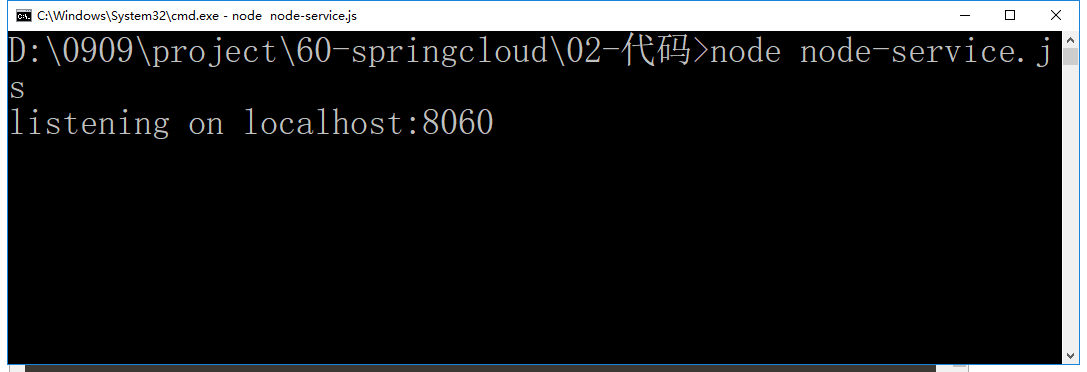 C:\Windows\System32\cmd.exe - node  node-service.js
D:\0909\project\60-springcloud\02-代码>node node-service.j
s
listening on localhost:8060